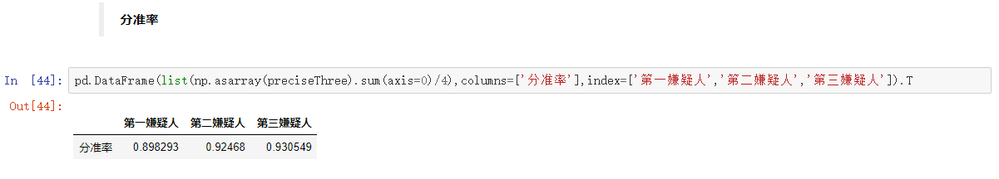 分准率
In [44]: pd.DataFrame(list(np.asarray(preciseThree).sum(axis=0)/4),columns=['分准率'],index=['第一嫌疑人','第二嫌疑人','第三嫌疑人']).T
Out[44]:
第一嫌疑人 第二嫌疑人 第三嫌疑人
分准率 0.898293 0.92468 0.930549